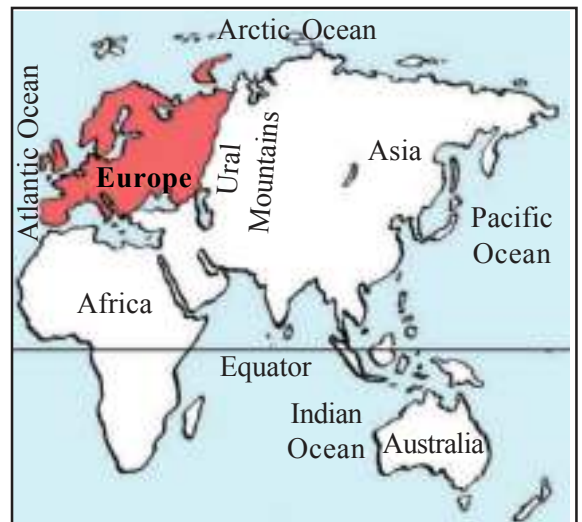 Arctic Ocean
Atlantic Ocean
Europe
Ural
Mountains
Asia
Pacific
Ocean
Africa
Equator
Indian
Ocean
Australia